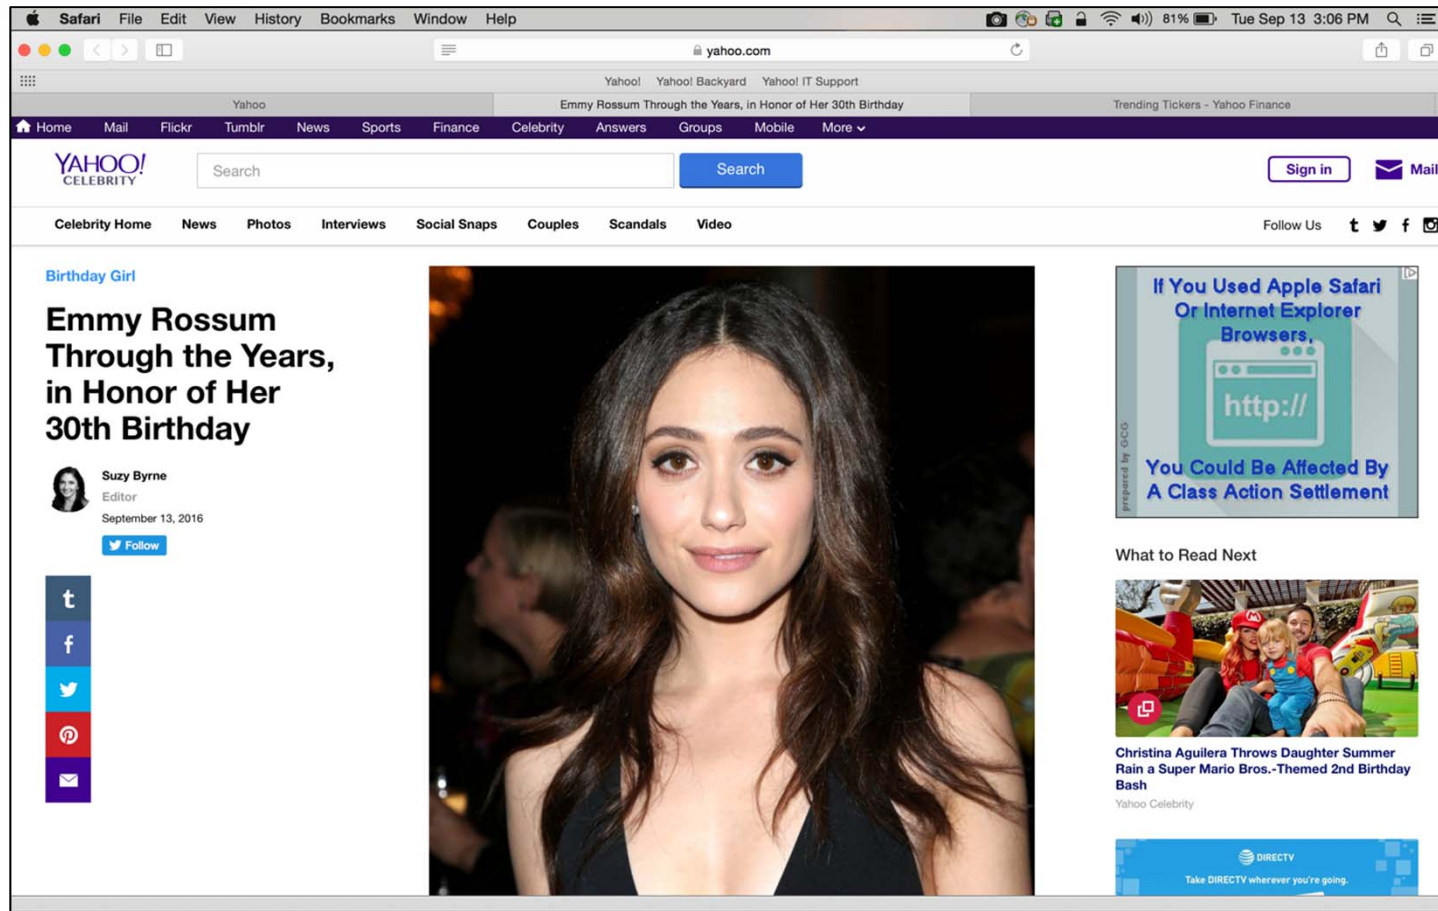 Safari File Edit View History Bookmarks Window Help 81% Tue Sep 13 3:06 PM
yahoo.com
Yahoo! Yahoo! Backyard Yahoo! IT Support
Yahoo Emmy Rossum Through the Years, in Honor of Her 30th Birthday Trending Tickers - Yahoo Finance
Home Mail Flickr Tumblr News Sports Finance Celebrity Answers Groups Mobile More
YAHOO!
CELEBRITY
Search Search Sign in Mail
Celebrity Home News Photos Interviews Social Snaps Couples Scandals Video Follow Us
Birthday Girl
Emmy Rossum
Through the Years,
in Honor of Her
30th Birthday
Suzy Byrne
Editor
September 13, 2016
Follow
If You Used Apple Safari
Or Internet Explorer
Browsers,
http://
You Could Be Affected By
A Class Action Settlement
prepared by GCG
What to Read Next
Christina Aguilera Throws Daughter Summer
Rain a Super Mario Bros.-Themed 2nd Birthday
Bash
Yahoo Celebrity
DIRECTV
Take DIRECTV wherever you're going.